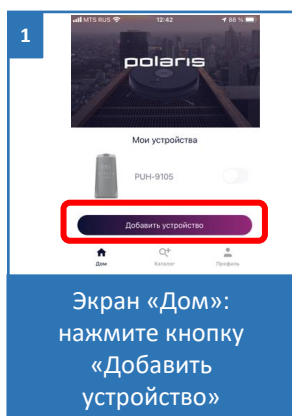 1
MTS RUS 12:42 88 %
polaris
Мои устройства
PUH-9105
Добавить устройство
Дом Каталог Профиль
Экран «Дом»:
нажмите кнопку
«Добавить
устройство»